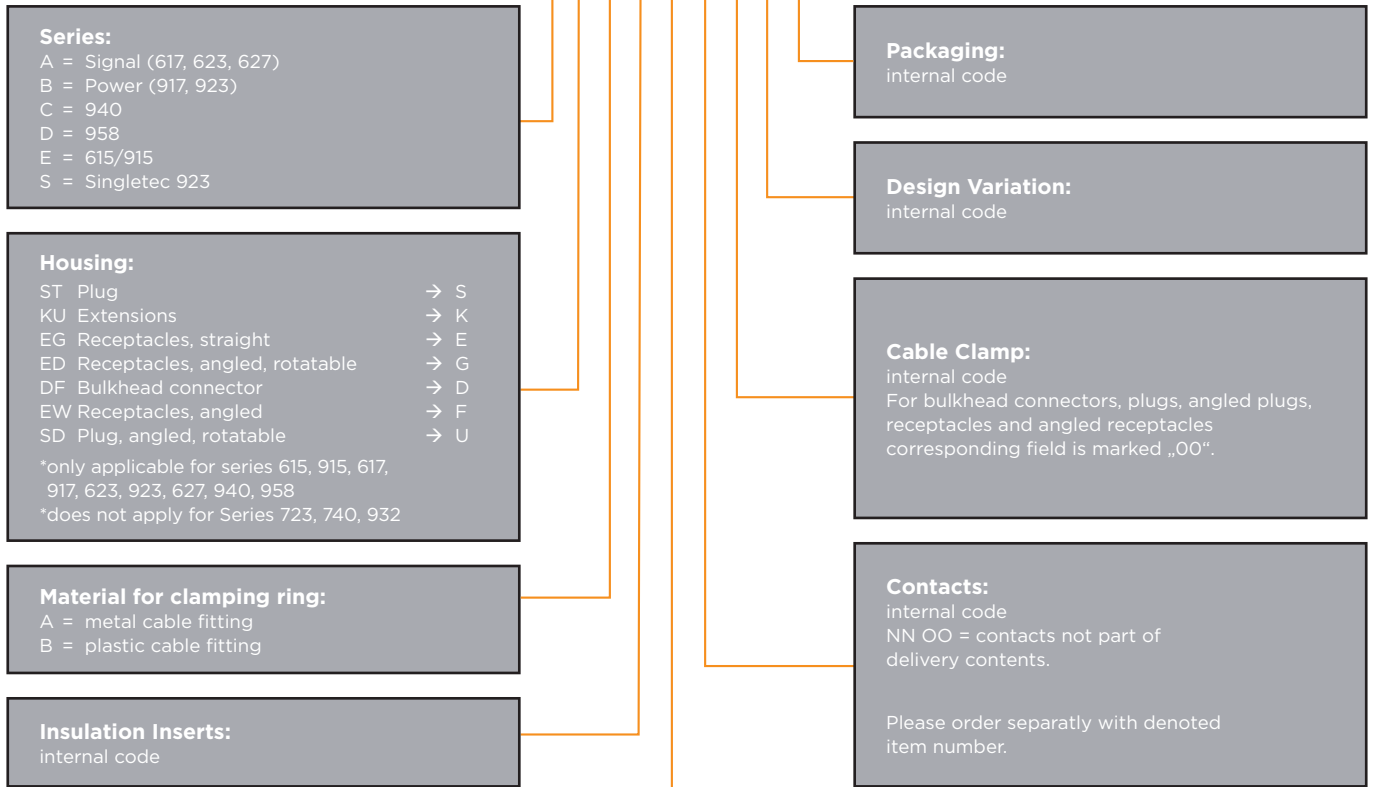 Series:
A = Signal (617, 623, 627)
B = Power (917, 923)
C = 940
D = 958
E = 615/915
S = Singletec 923
Housing:
ST Plug → S
KU Extensions → K
EG Receptacles, straight → E
ED Receptacles, angled, rotatable → G
DF Bulkhead connector → D
EW Receptacles, angled → F
SD Plug, angled, rotatable → U
*only applicable for series 615, 915, 617,
917, 623, 923, 627, 940, 958
*does not apply for Series 723, 740, 932
Material for clamping ring:
A = metal cable fitting
B = plastic cable fitting
Insulation Inserts:
internal code
Packaging:
internal code
Design Variation:
internal code
Cable Clamp:
internal code
For bulkhead connectors, plugs, angled plugs,
receptacles and angled receptacles
corresponding field is marked „00“.
Contacts:
internal code
NN OO = contacts not part of
delivery contents.
Please order separatly with denoted
item number.